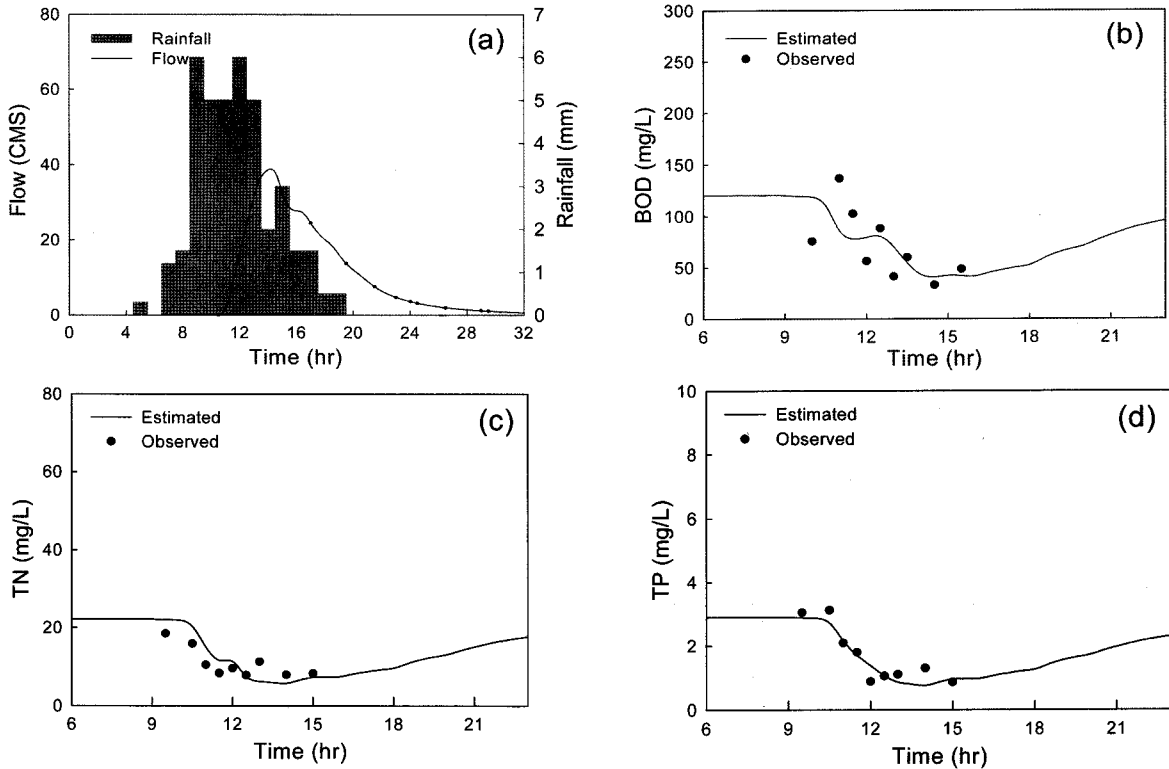 (a)
Rainfall
Flow
Flow (CMS)
80
60
40
20
0
Rainfall (mm)
7
6
5
4
3
2
1
0
0 4 8 12 16 20 24 28 32
Time (hr)
(b)
Estimated
Observed
BOD (mg/L)
300
250
200
150
100
50
0
6 9 12 15 18 21
Time (hr)
(c)
Estimated
Observed
TN (mg/L)
80
60
40
20
0
6 9 12 15 18 21
Time (hr)
(d)
Estimated
Observed
TP (mg/L)
10
8
6
4
2
0
6 9 12 15 18 21
Time (hr)